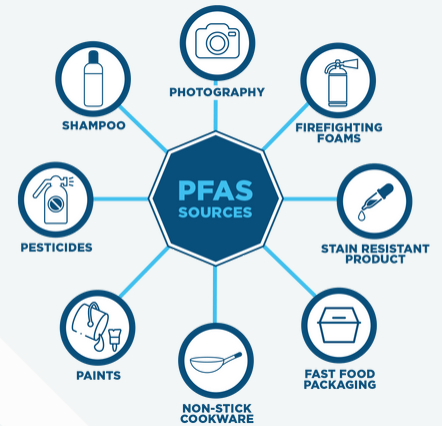 PHOTOGRAPHY
SHAMPOO
FIREFIGHTING
FOAMS
PFAS
SOURCES
PESTICIDES
STAIN RESISTANT
PRODUCT
PAINTS
FAST FOOD
PACKAGING
NON-STICK
COOKWARE